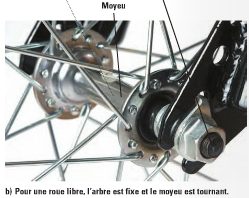 Moyeu
b) Pour une roue libre, l'arbre est fixe et le moyeu est tournant.